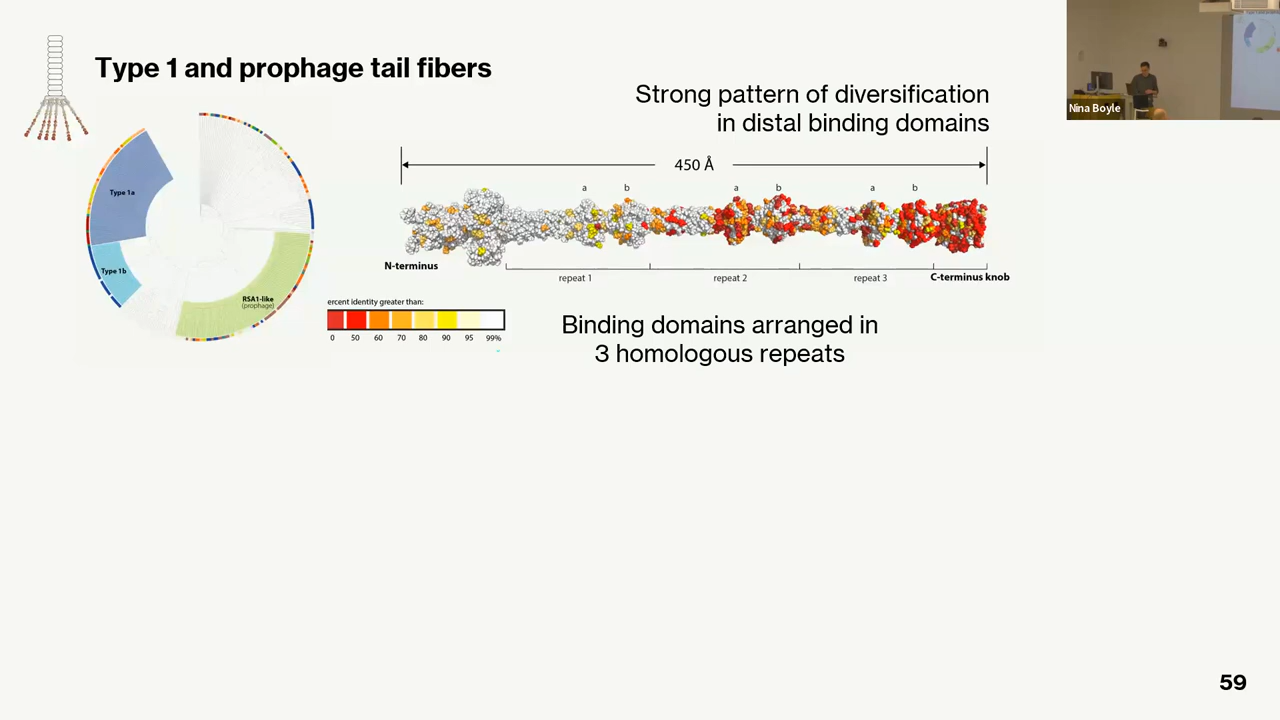 Type 1 and prophage tail fibers
Nina Boyle
Strong pattern of diversification
in distal binding domains
450 Å
a b a b a b
Type 1a
Type 1b
RSA1-like
(prophage)
N-terminus
repeat 1 repeat 2 repeat 3 C-terminus knob
ercent identity greater than:
0 50 60 70 80 90 95 99%
Binding domains arranged in
3 homologous repeats
59